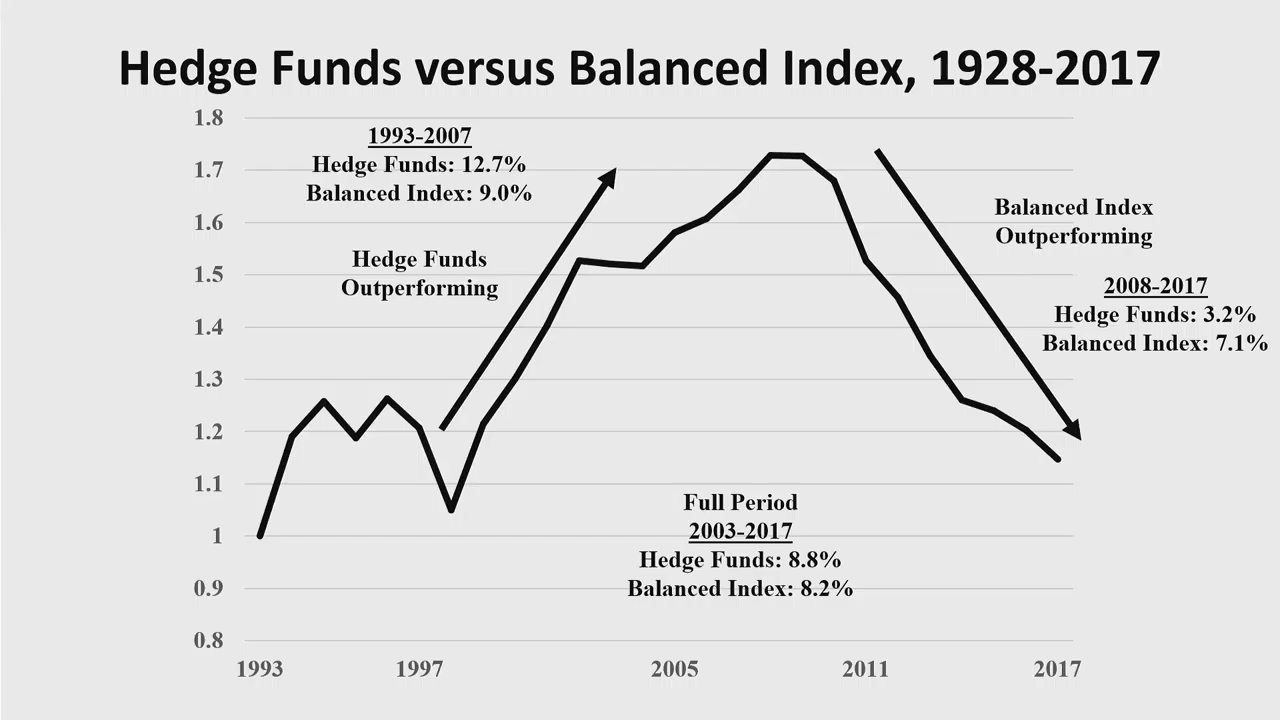 Hedge Funds versus Balanced Index, 1928-2017
1.8
1.7
1.6
1.5
1.4
1.3
1.2
1.1
1
0.9
0.8
1993-2007
Hedge Funds: 12.7%
Balanced Index: 9.0%
Hedge Funds
Outperforming
Balanced Index
Outperforming
2008-2017
Hedge Funds: 3.2%
Balanced Index: 7.1%
Full Period
2003-2017
Hedge Funds: 8.8%
Balanced Index: 8.2%
1993 1997 2005 2011 2017